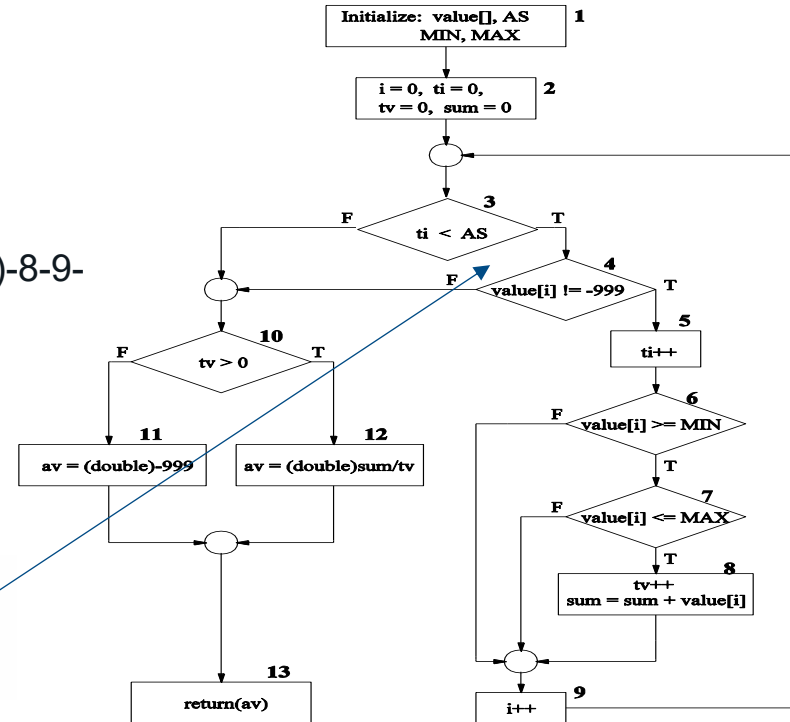 Initialize: value[], AS 1
MIN, MAX
i = 0, ti = 0, 2
tv = 0, sum = 0
3
F T
ti < AS
)-8-9-
4
F value[i] != -999 T
5
ti++
10
F tv > 0 T
6
F value[i] >= MIN
T
11 12
av = (double)-999 av = (double)sum/tv
7
F value[i] <= MAX
T
8
tv++
sum = sum + value[i]
13
return(av)
9
i++